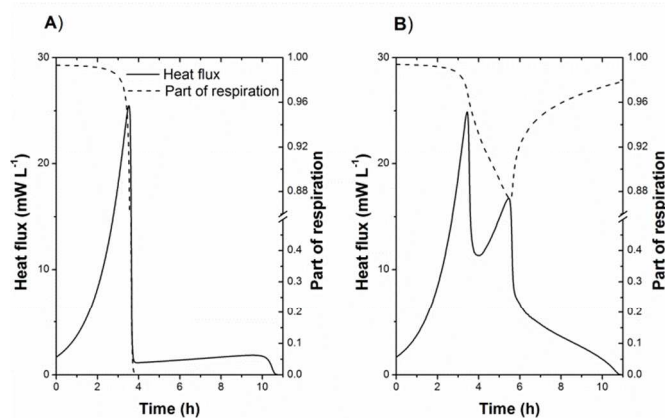 A)
B)
Heat flux
Part of respiration
Heat flux (mW L-1)
30
20
10
0
Part of respiration
1.00
0.96
0.92
0.88
0.4
0.3
0.2
0.1
0.0
0 2 4 6 8 10
Time (h)
Heat flux (mW L-1)
30
20
10
0
Part of respiration
1.00
0.96
0.92
0.88
0.4
0.3
0.2
0.1
0.0
0 2 4 6 8 10
Time (h)